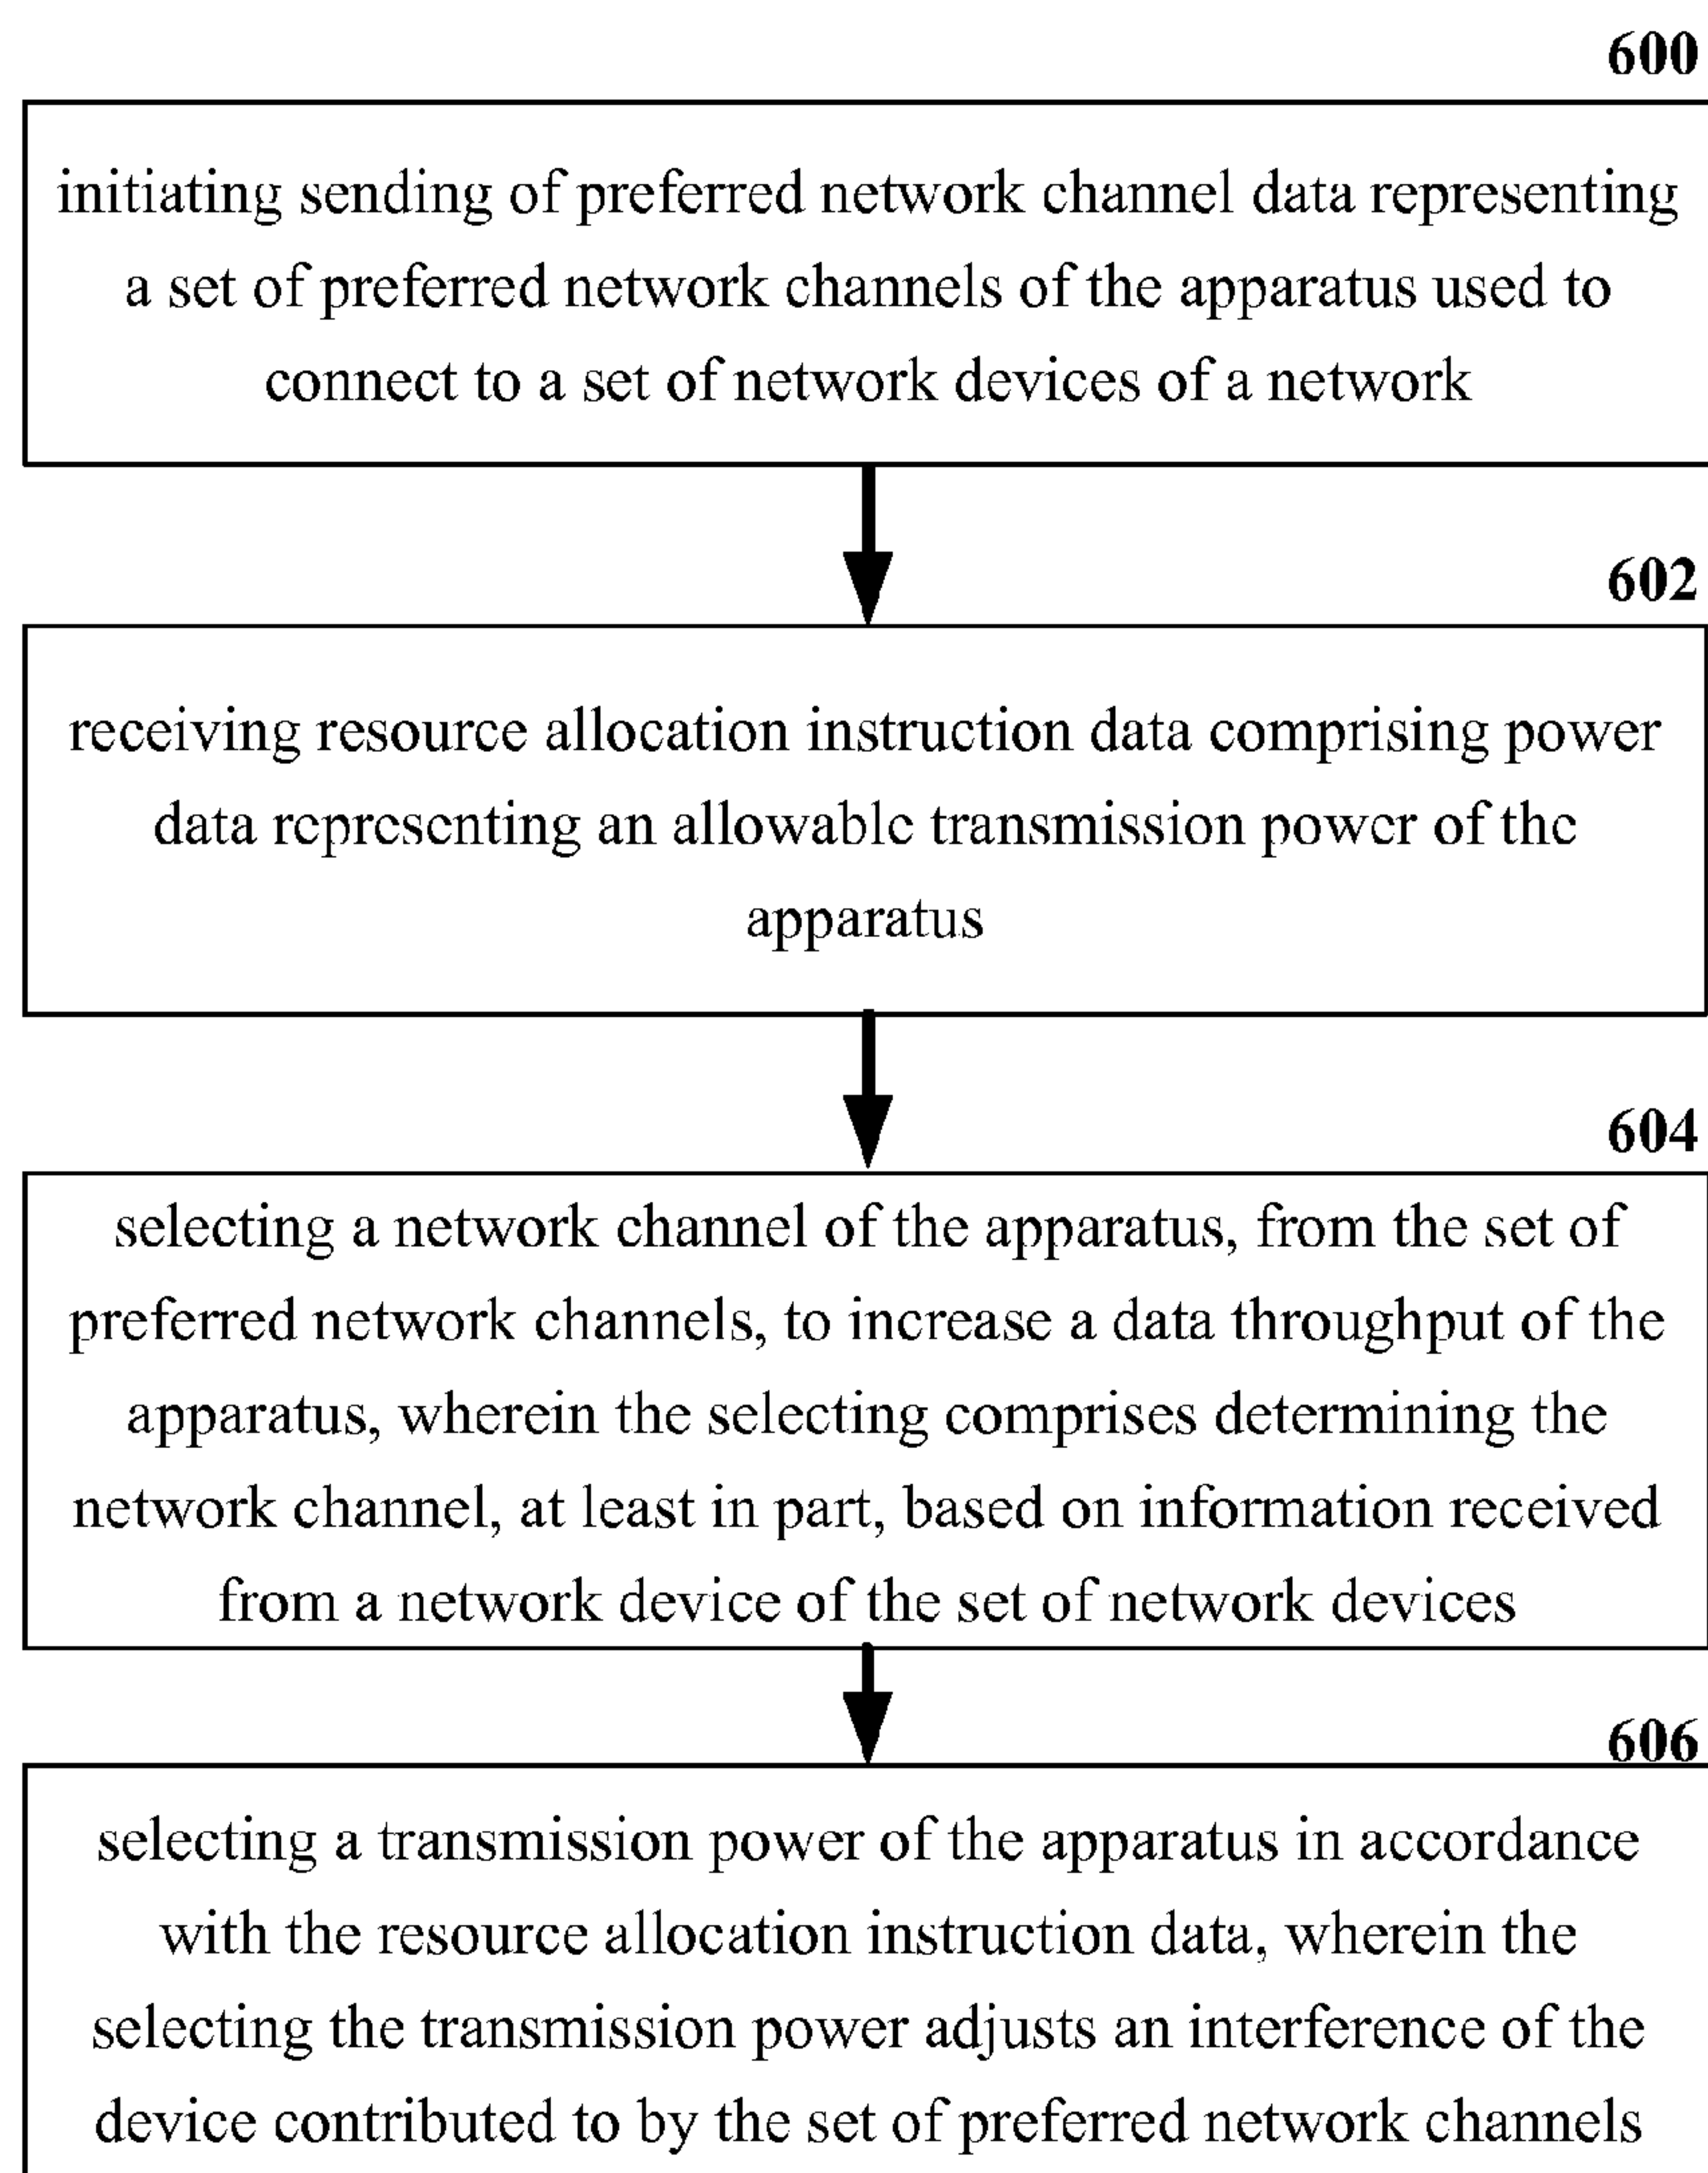 600
initiating sending of preferred network channel data representing
a set of preferred network channels of the apparatus used to
connect to a set of network devices of a network
602
receiving resource allocation instruction data comprising power
data representing an allowable transmission power of the
apparatus
604
selecting a network channel of the apparatus, from the set of
preferred network channels, to increase a data throughput of the
apparatus, wherein the selecting comprises determining the
network channel, at least in part, based on information received
from a network device of the set of network devices
606
selecting a transmission power of the apparatus in accordance
with the resource allocation instruction data, wherein the
selecting the transmission power adjusts an interference of the
device contributed to by the set of preferred network channels